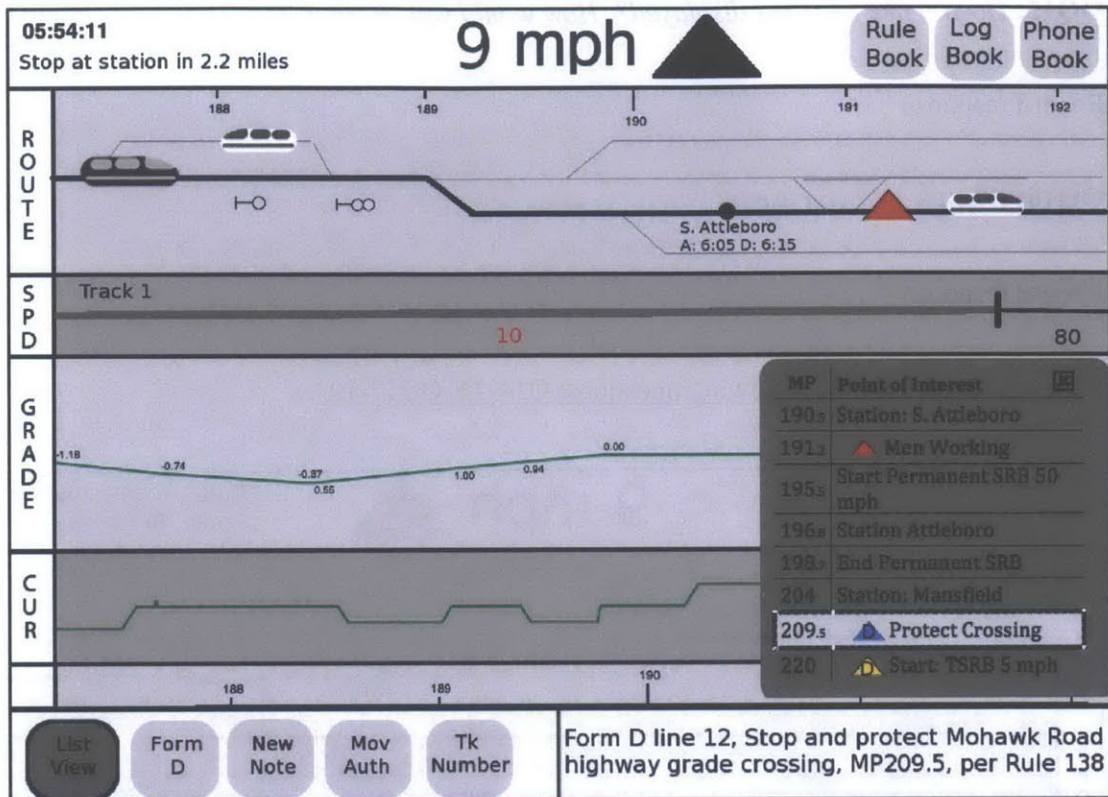 05:54:11
Stop at station in 2.2 miles
9 mph
Rule Book
Log Book
Phone Book
ROUTE
188
189
190
191
192
S. Attleboro
A: 6:05 D: 6:15
SPD
Track 1
10
80
GRADE
-1.18
-0.74
-0.37
0.55
1.00
0.94
0.00
MP Point of Interest
190.5 Station: S. Attleboro
191.2 Men Working
195.5 Start Permanent SRB 50 mph
196.8 Station Attleboro
198.9 End Permanent SRB
204 Station: Mansfield
209.5 D Protect Crossing
220 D Start: TSRB 5 mph
CUR
188
189
190
List View
Form D
New Note
Mov Auth
Tk Number
Form D line 12, Stop and protect Mohawk Road
highway grade crossing, MP209.5, per Rule 138